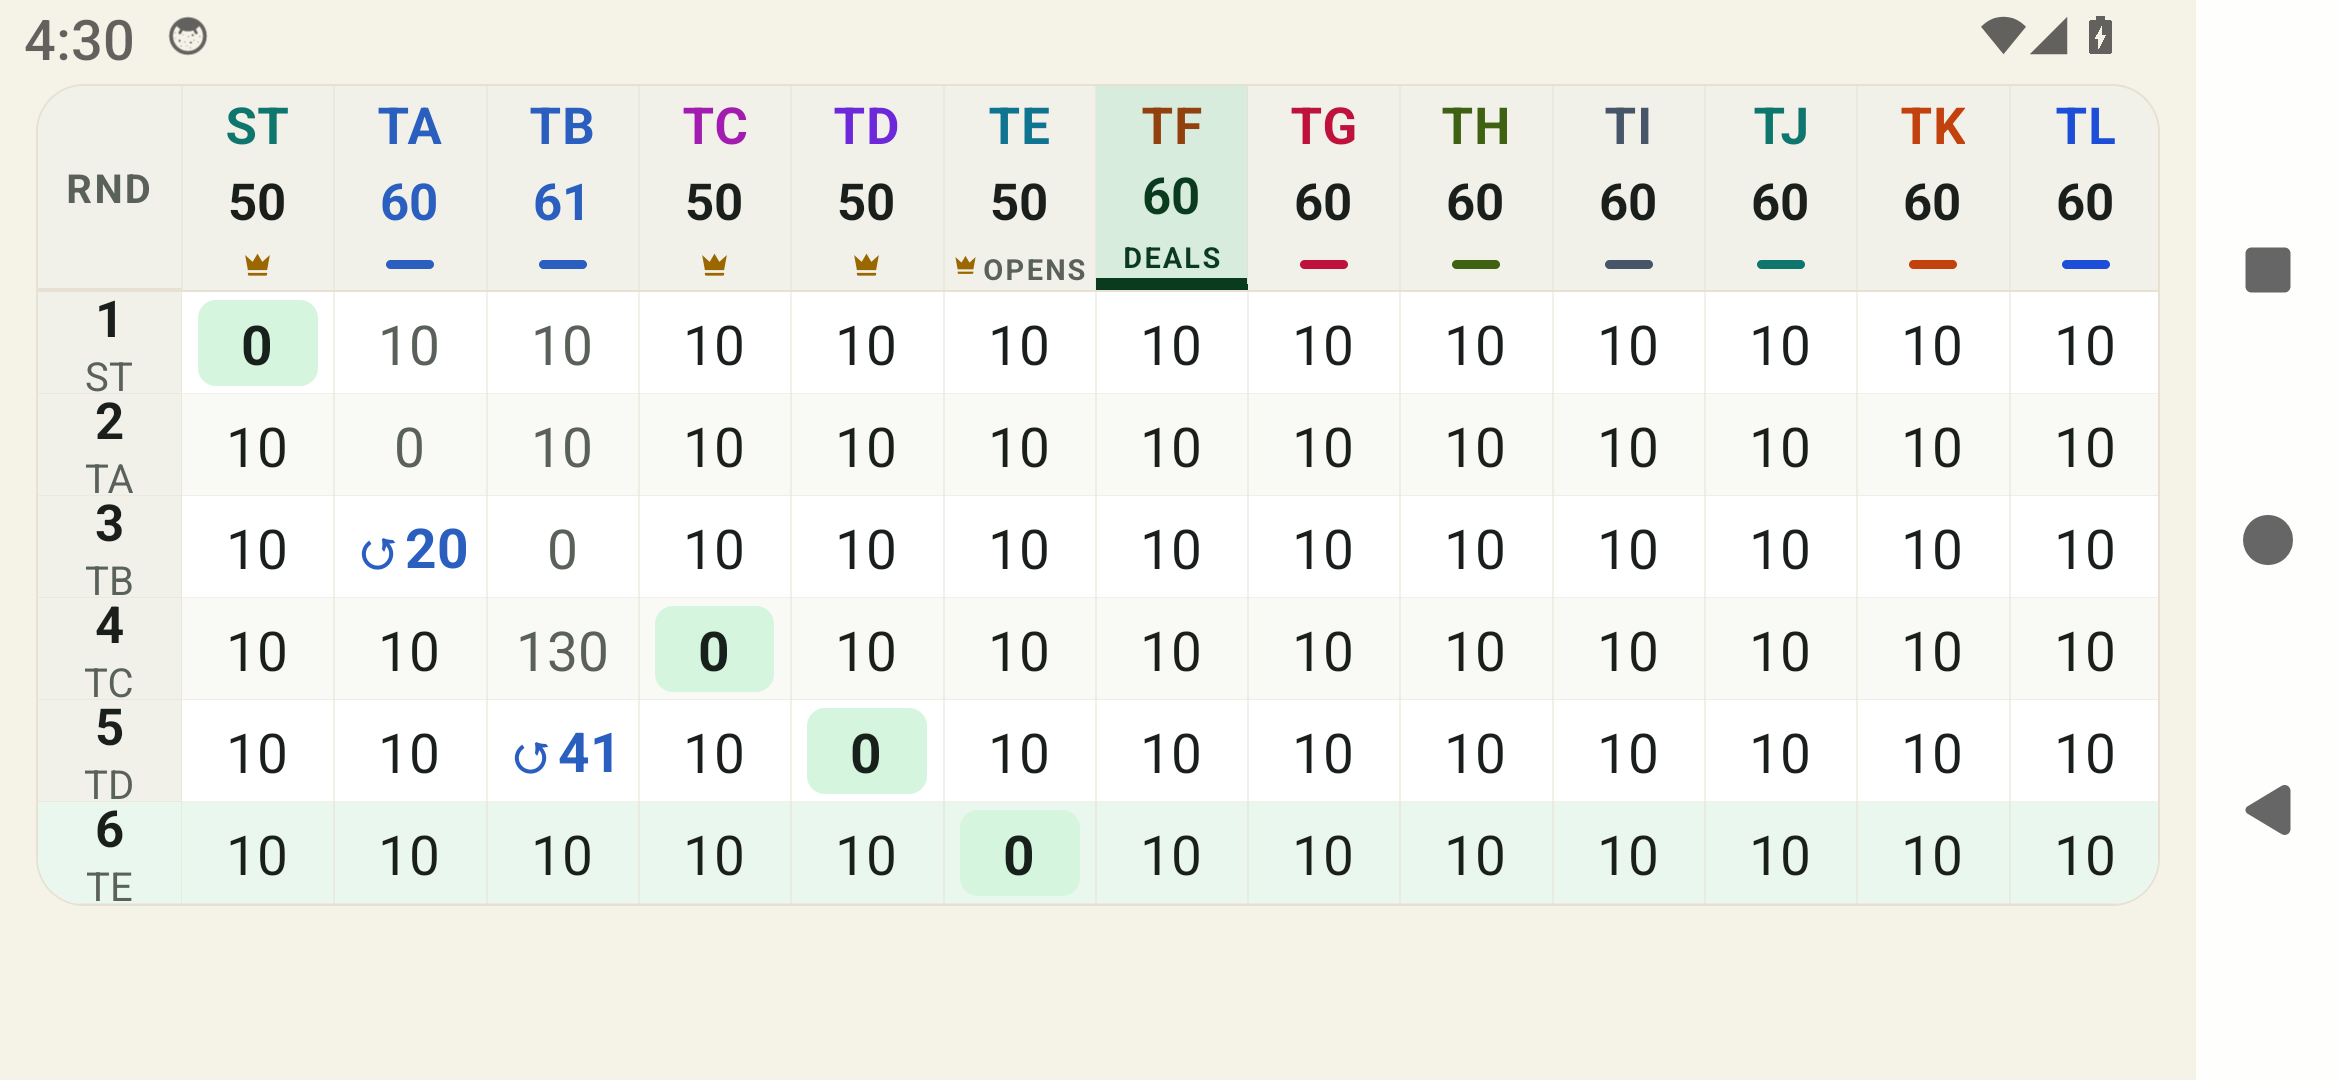 4:30
RND ST TA TB TC TD TE TF TG TH TI TJ TK TL
50 60 61 50 50 50 60 60 60 60 60 60 60
OPENS DEALS
1 ST 0 10 10 10 10 10 10 10 10 10 10 10 10
2 TA 10 0 10 10 10 10 10 10 10 10 10 10 10
3 TB 10 20 0 10 10 10 10 10 10 10 10 10 10
4 TC 10 10 130 0 10 10 10 10 10 10 10 10 10
5 TD 10 10 41 10 0 10 10 10 10 10 10 10 10
6 TE 10 10 10 10 10 0 10 10 10 10 10 10 10